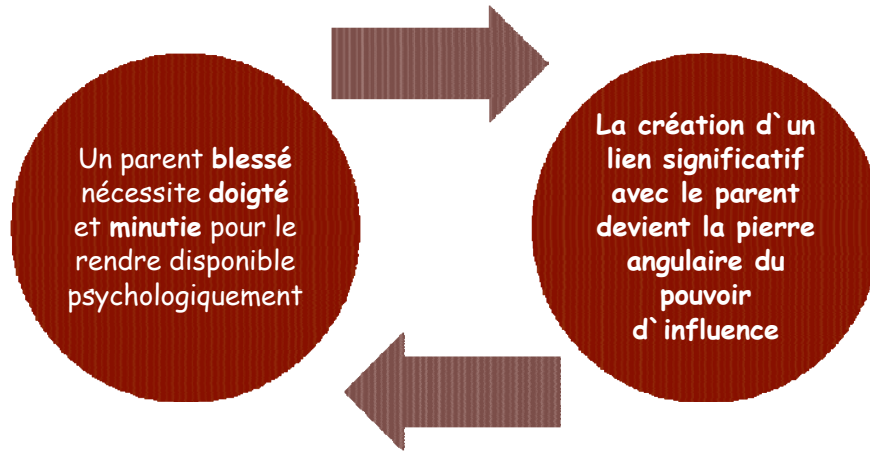 Un parent blessé
nécessite doigté
et minutie pour le
rendre disponible
psychologiquement
La création d`un
lien significatif
avec le parent
devient la pierre
angulaire du
pouvoir
d`influence